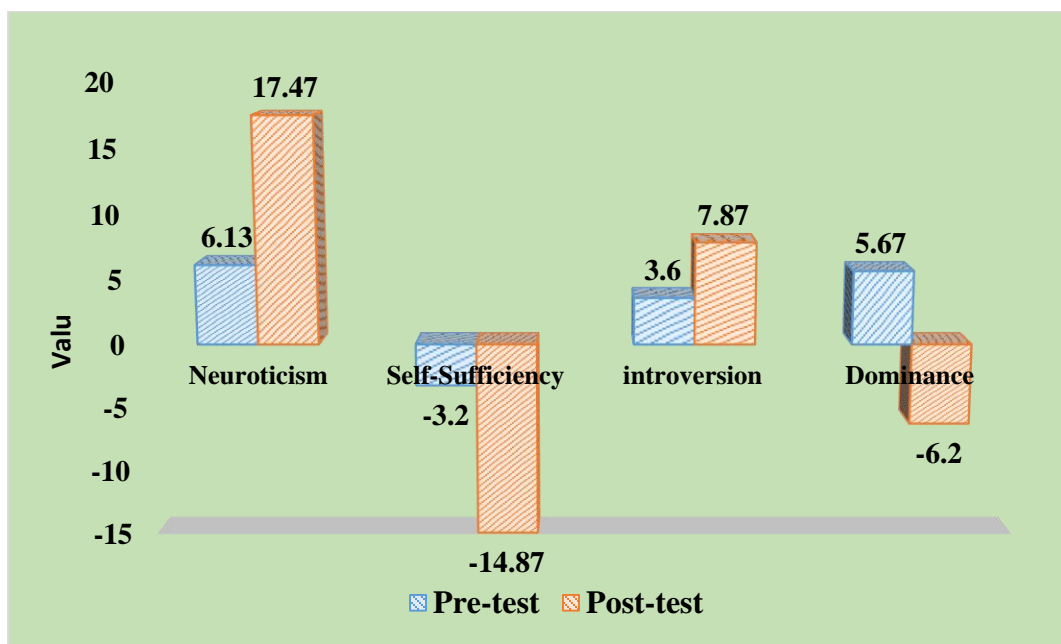 20
15
10
5
0
-5
-10
-15
Valu
17.47
6.13
7.87
3.6
5.67
Neuroticism
Self-Sufficiency
introversion
Dominance
-3.2
-6.2
-14.87
Pre-test
Post-test